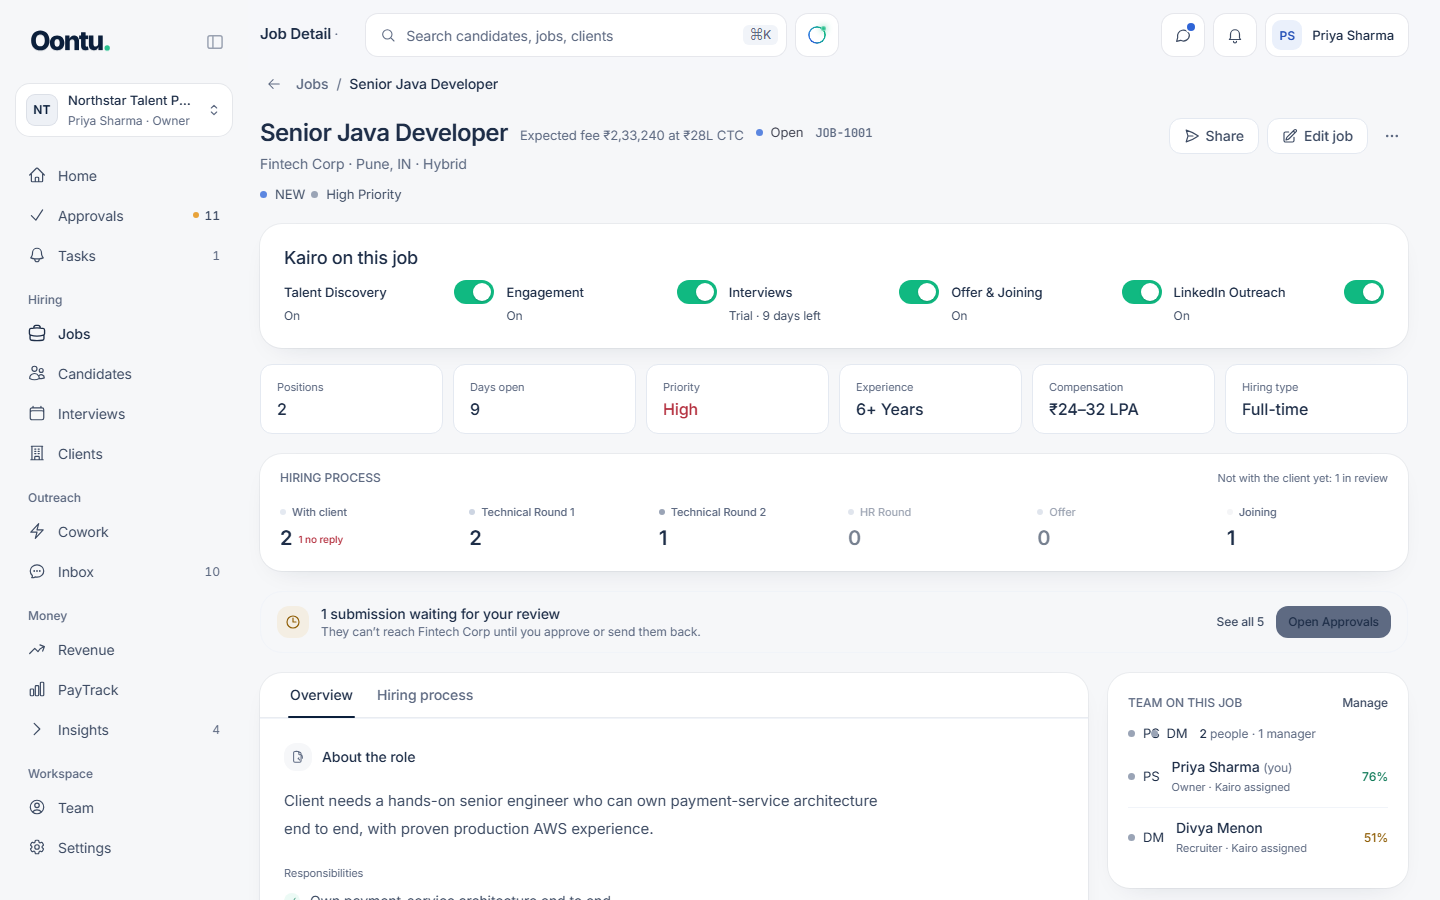 Oontu.
NT
Northstar Talent P...
Priya Sharma · Owner
Home
Approvals
11
Tasks
1
Hiring
Jobs
Candidates
Interviews
Clients
Outreach
Cowork
Inbox
10
Money
Revenue
PayTrack
Insights
4
Workspace
Team
Settings
Job Detail ·
Search candidates, jobs, clients
⌘K
PS
Priya Sharma
Jobs / Senior Java Developer
Senior Java Developer
Expected fee ₹2,33,240 at ₹28L CTC
Open
JOB-1001
Share
Edit job
Fintech Corp · Pune, IN · Hybrid
NEW
High Priority
Kairo on this job
Talent Discovery
On
Engagement
On
Interviews
Trial · 9 days left
Offer & Joining
On
LinkedIn Outreach
On
Positions
2
Days open
9
Priority
High
Experience
6+ Years
Compensation
₹24–32 LPA
Hiring type
Full-time
HIRING PROCESS
Not with the client yet: 1 in review
With client
2 1 no reply
Technical Round 1
2
Technical Round 2
1
HR Round
0
Offer
0
Joining
1
1 submission waiting for your review
They can't reach Fintech Corp until you approve or send them back.
See all 5
Open Approvals
Overview
Hiring process
About the role
Client needs a hands-on senior engineer who can own payment-service architecture
end to end, with proven production AWS experience.
Responsibilities
Own payment-service architecture end to end
TEAM ON THIS JOB
Manage
DM
2 people · 1 manager
PS
Priya Sharma (you)
Owner · Kairo assigned
76%
DM
Divya Menon
Recruiter · Kairo assigned
51%